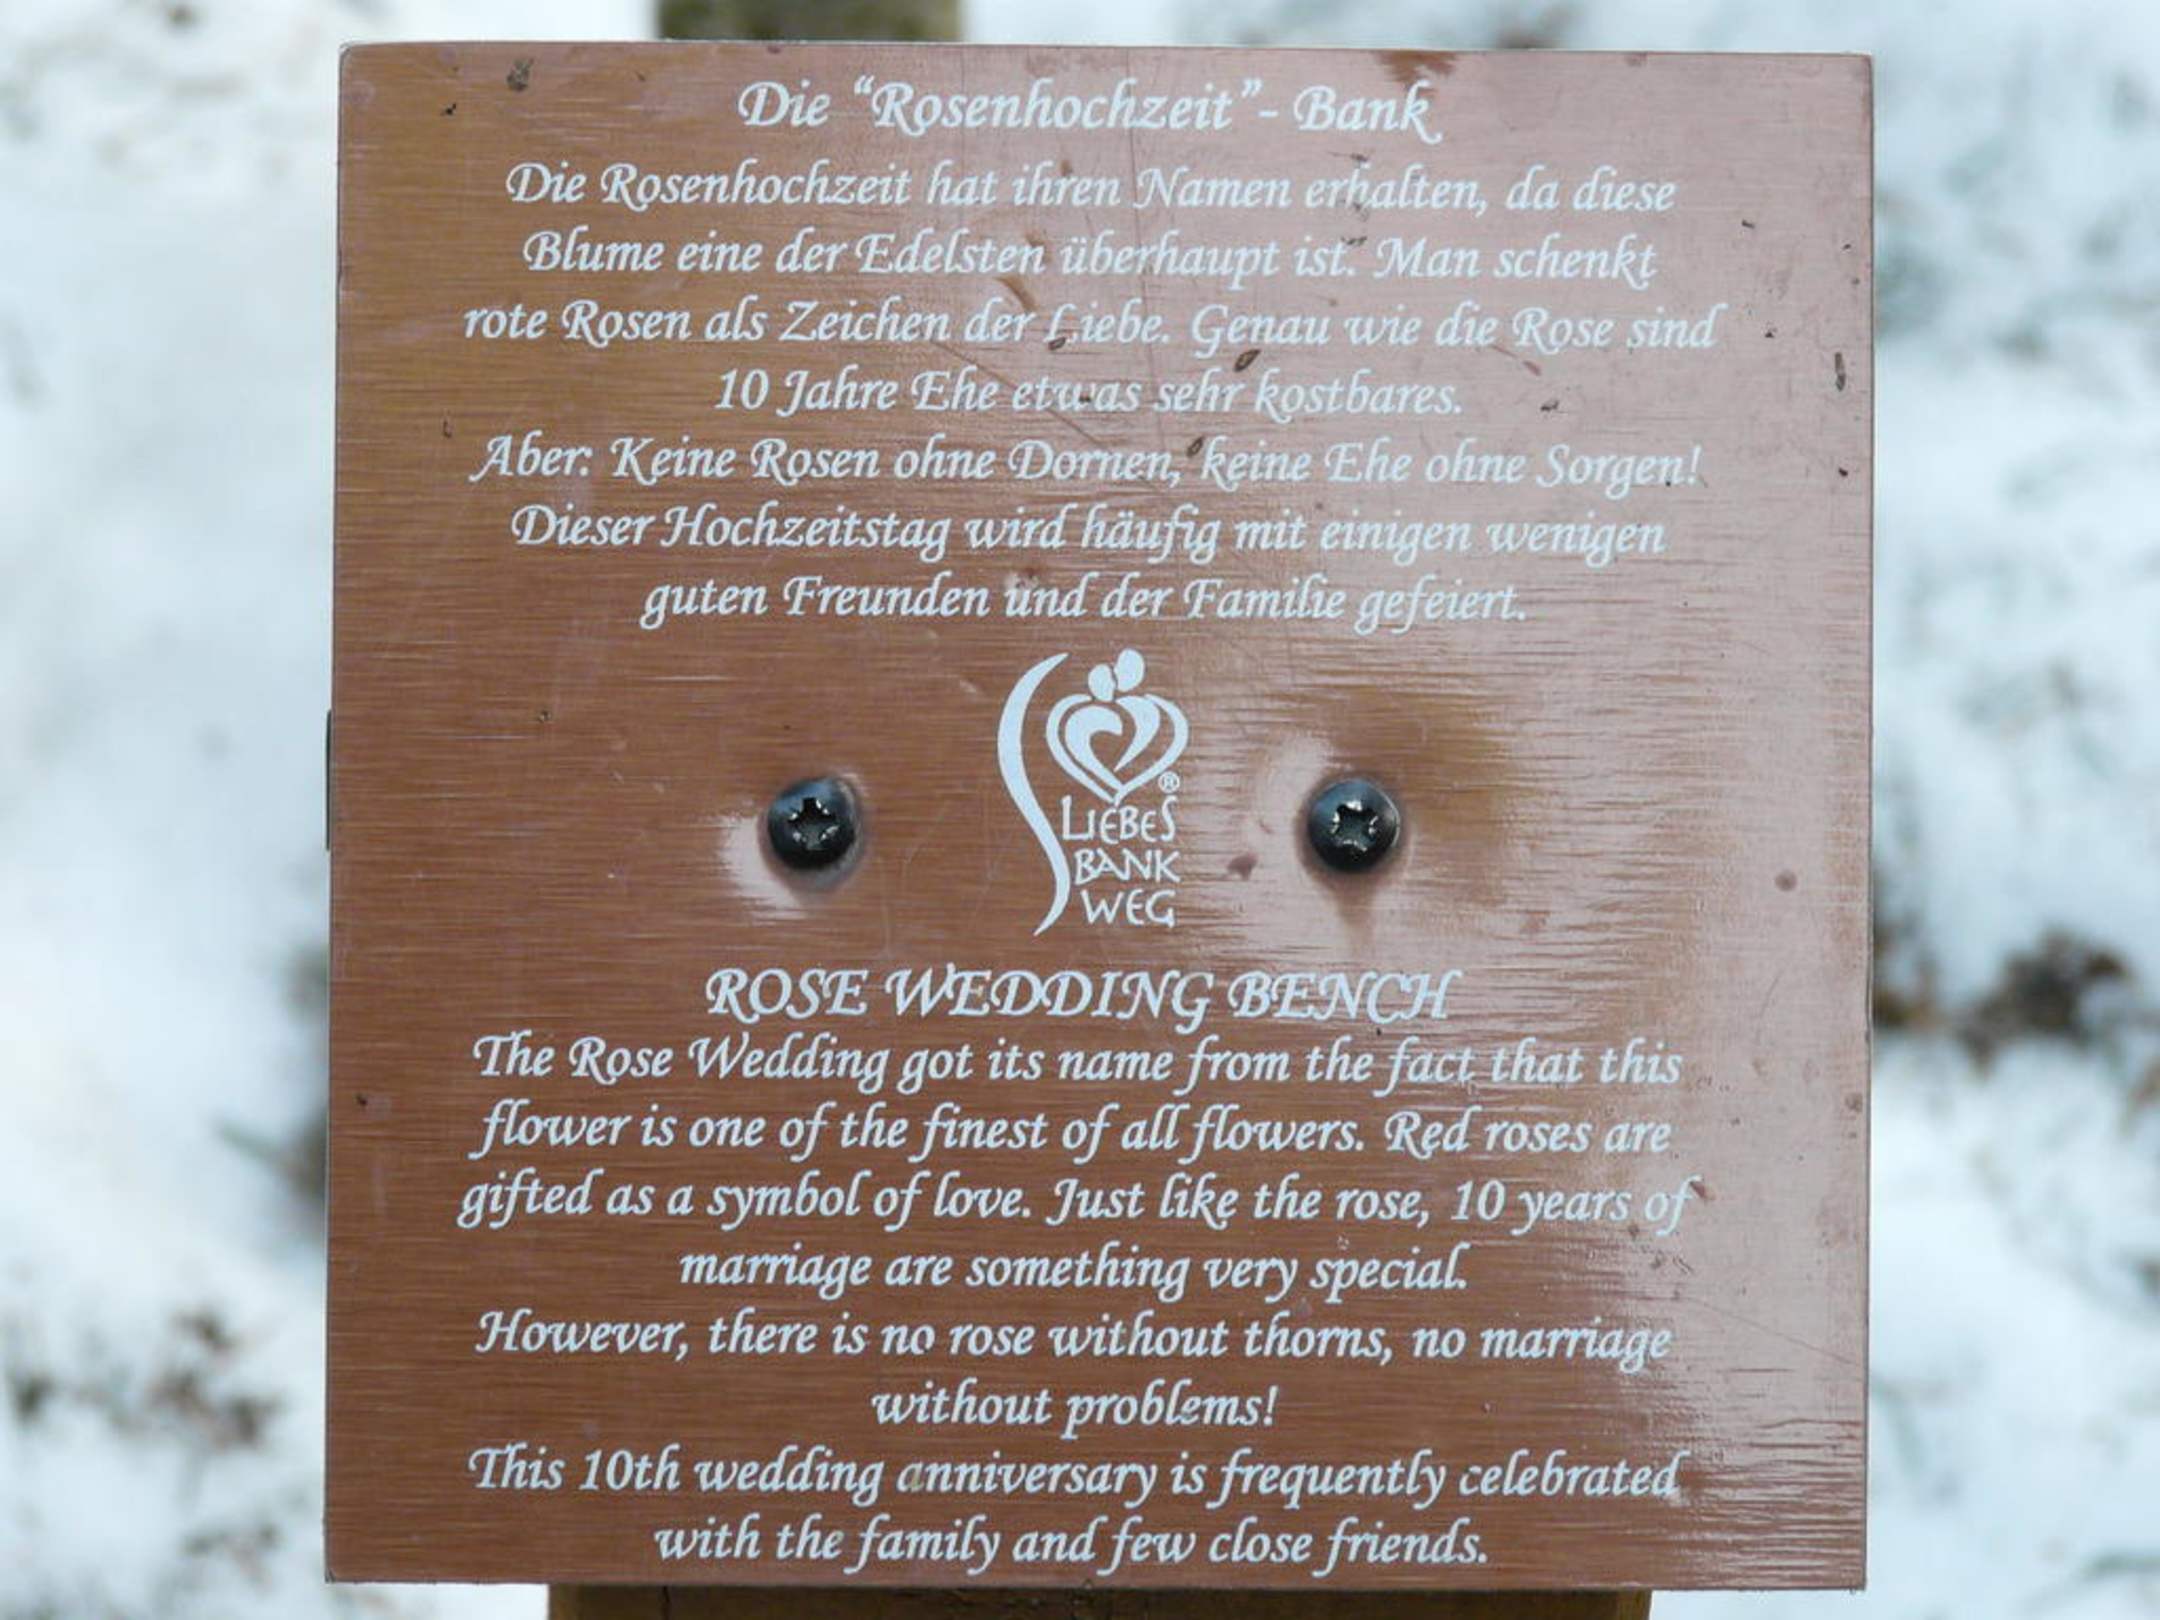 Die “Rosenhochzeit”- Bank
Die Rosenhochzeit hat ihren Namen erhalten, da diese
Blume eine der Edelsten überhaupt ist. Man schenkt
rote Rosen als Zeichen der Liebe. Genau wie die Rose sind
10 Jahre Ehe etwas sehr kostbares.
Aber: Keine Rosen ohne Dornen, keine Ehe ohne Sorgen!
Dieser Hochzeitstag wird häufig mit einigen wenigen
guten Freunden und der Familie gefeiert.
®
LIEBES
BANK
WEG
ROSE WEDDING BENCH
The Rose Wedding got its name from the fact that this
flower is one of the finest of all flowers. Red roses are
gifted as a symbol of love. Just like the rose, 10 years of
marriage are something very special.
However, there is no rose without thorns, no marriage
without problems!
This 10th wedding anniversary is frequently celebrated
with the family and few close friends.